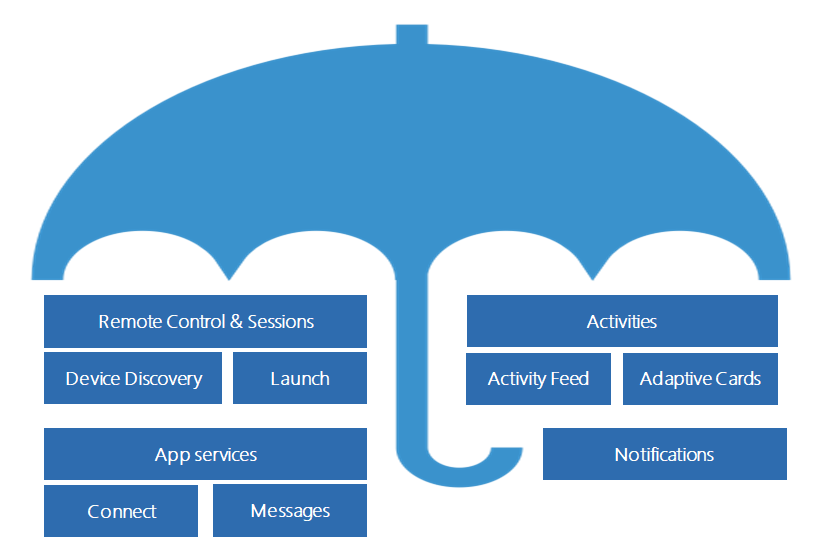 Remote Control & Sessions
Activities
Device Discovery
Launch
Activity Feed
Adaptive Cards
App services
Notifications
Connect
Messages